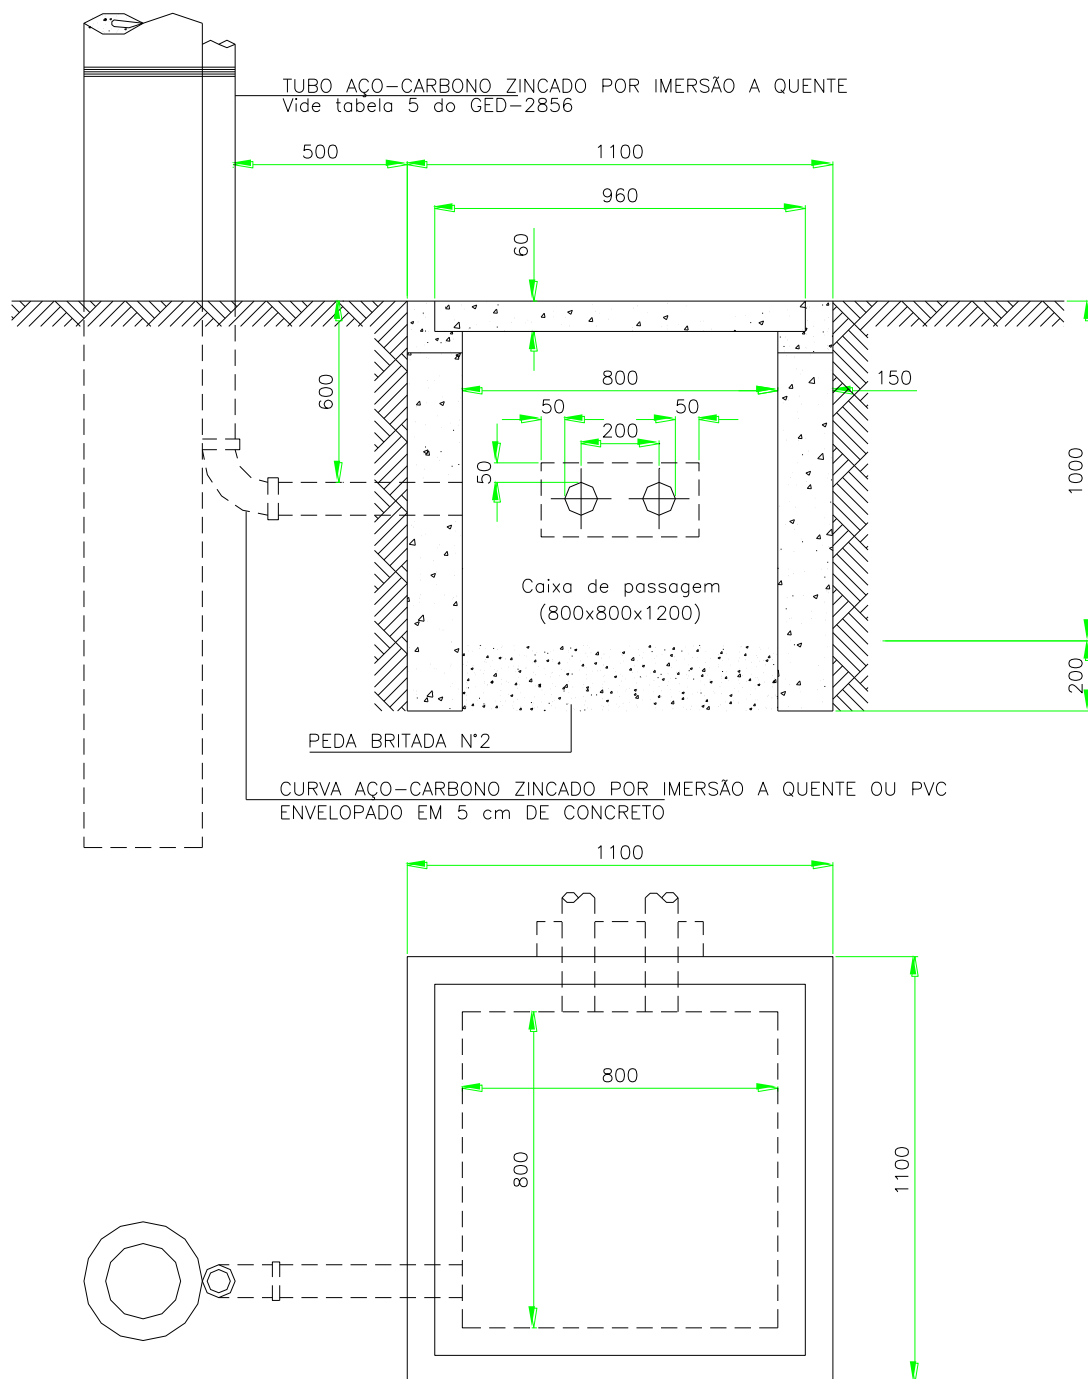 TUBO AÇO-CARBONO ZINCADO POR IMERSÃO A QUENTE
Vide tabela 5 do GED-2856
500
1100
960
60
600
800
150
50
50
200
50
1000
Caixa de passagem
(800x800x1200)
200
PEDA BRITADA N°2
CURVA AÇO-CARBONO ZINCADO POR IMERSÃO A QUENTE OU PVC
ENVELOPADO EM 5 cm DE CONCRETO
1100
800
800
1100